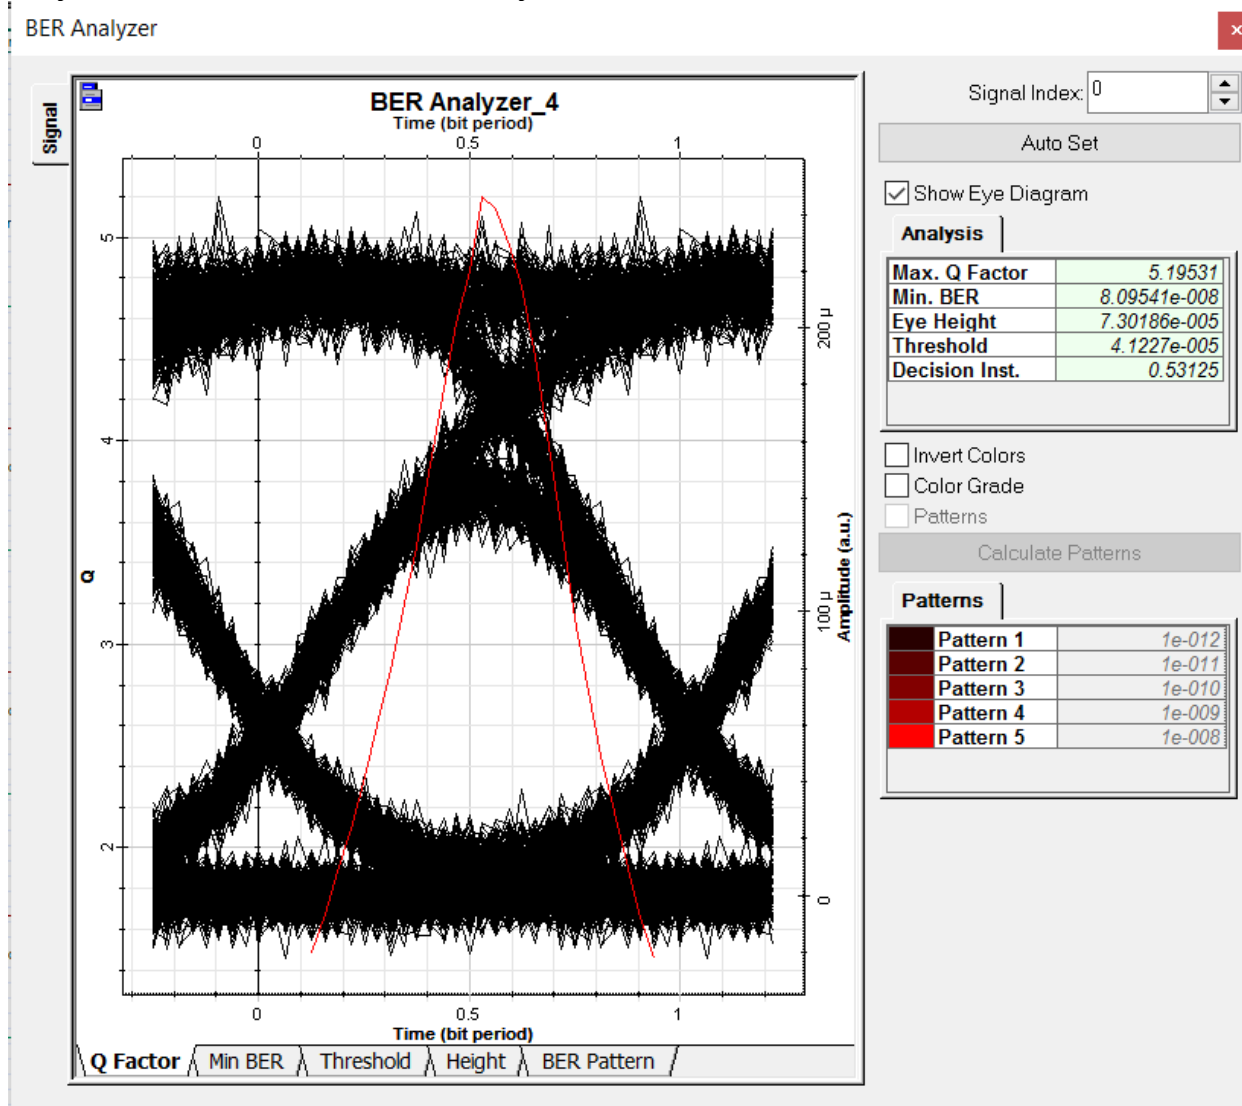 BER Analyzer
x
Signal
BER Analyzer_4
Time (bit period)
0 0.5 1
5
4
3
2
Q
200 µ
100 µ
0
Amplitude (a.u.)
0 0.5 1
Time (bit period)
Q Factor Min BER Threshold Height BER Pattern
Signal Index: 0
Auto Set
Show Eye Diagram
Analysis
Max. Q Factor 5.19531
Min. BER 8.09541e-008
Eye Height 7.30186e-005
Threshold 4.1227e-005
Decision Inst. 0.53125
Invert Colors
Color Grade
Patterns
Calculate Patterns
Patterns
Pattern 1 1e-012
Pattern 2 1e-011
Pattern 3 1e-010
Pattern 4 1e-009
Pattern 5 1e-008